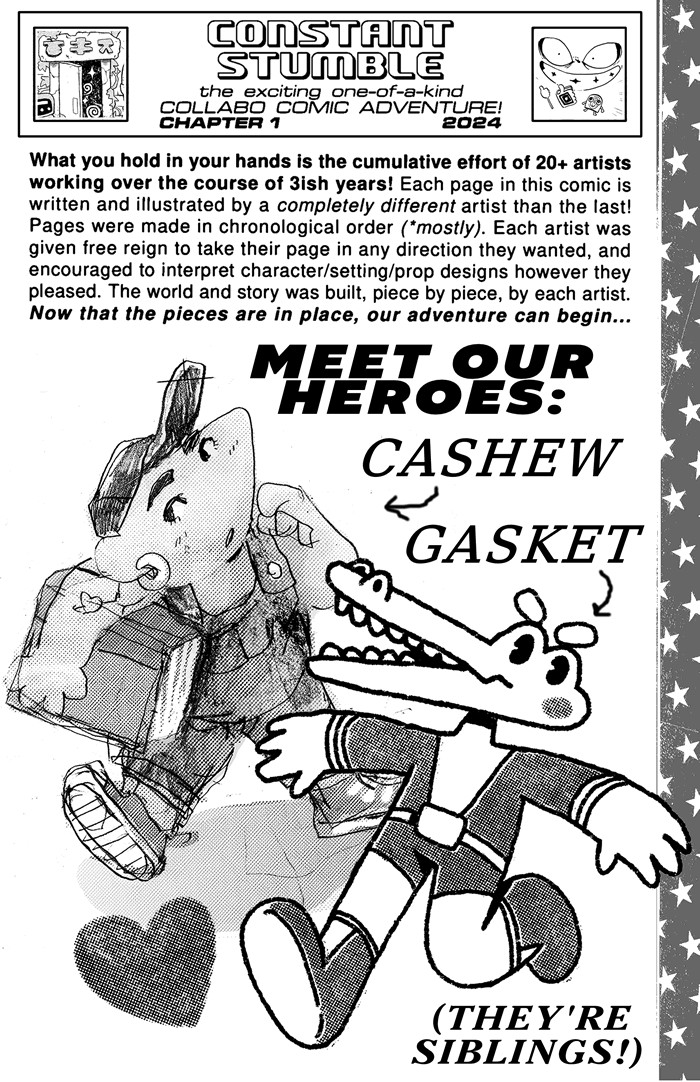 CONSTANT
STUMBLE
the exciting one-of-a-kind
COLLABO COMIC ADVENTURE!
CHAPTER 1 2024
What you hold in your hands is the cumulative effort of 20+ artists
working over the course of 3ish years! Each page in this comic is
written and illustrated by a completely different artist than the last!
Pages were made in chronological order (*mostly). Each artist was
given free reign to take their page in any direction they wanted, and
encouraged to interpret character/setting/prop designs however they
pleased. The world and story was built, piece by piece, by each artist.
Now that the pieces are in place, our adventure can begin...
MEET OUR
HEROES:
CASHEW
GASKET
(THEY'RE
SIBLINGS!)